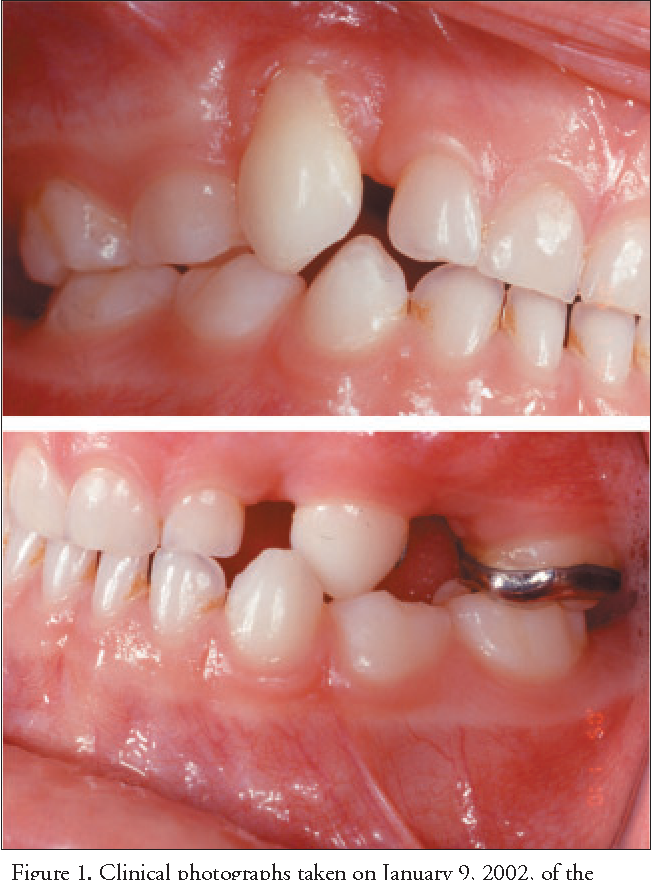 Figure 1. Clinical photographs taken on January 9, 2002, of the